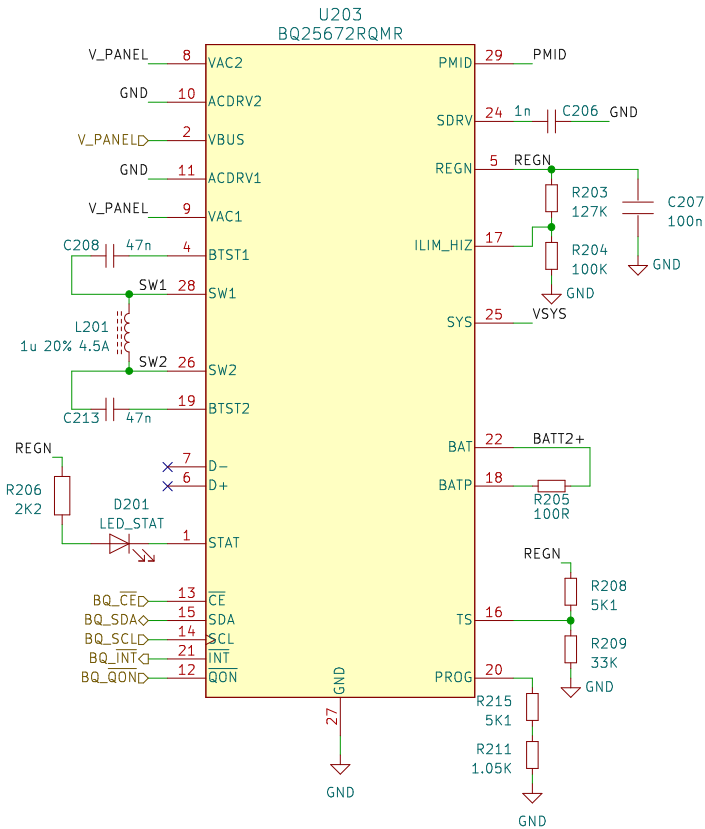 U203
BQ25672RQMR
V_PANEL 8 VAC2
GND 10 ACDRV2
V_PANEL 2 VBUS
GND 11 ACDRV1
V_PANEL 9 VAC1
C208 47n 4 BTST1
SW1 28 SW1
L201
1u 20% 4.5A
SW2 26 SW2
C213 47n 19 BTST2
7 D-
6 D+
REGN
R206
2K2
D201
LED_STAT
1 STAT
BQ_CE 13 CE
BQ_SDA 15 SDA
BQ_SCL 14 SCL
BQ_INT 21 INT
BQ_QON 12 QON
GND
27
GND
PMID 29 PMID
SDRV 24 1n C206 GND
REGN 5 REGN
R203
127K
C207
100n
GND
ILIM_HIZ 17
R204
100K
GND
SYS 25 VSYS
BAT 22 BATT2+
BATP 18
R205
100R
REGN
R208
5K1
TS 16
R209
33K
GND
PROG 20
R215
5K1
R211
1.05K
GND